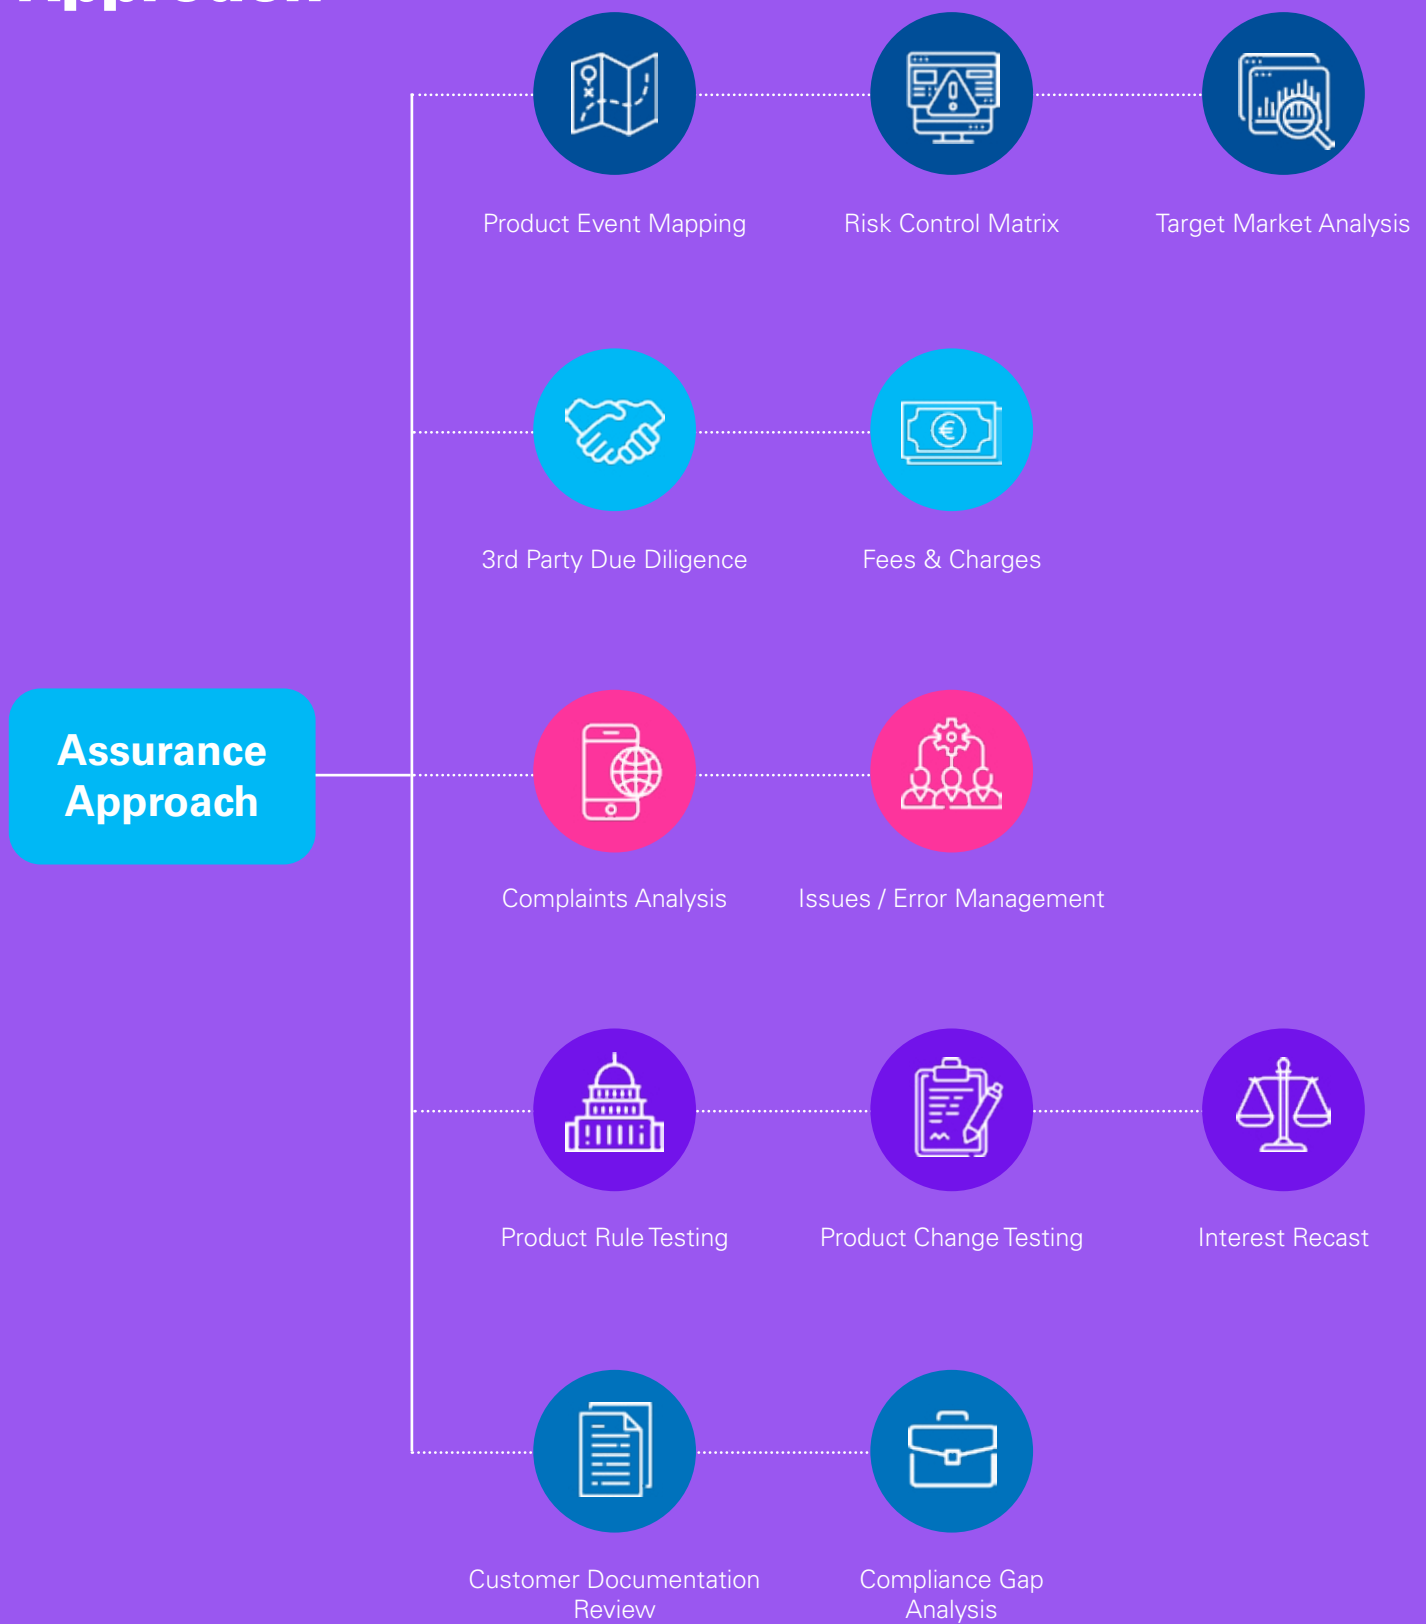 Approach
Product Event Mapping
Risk Control Matrix
Target Market Analysis
3rd Party Due Diligence
Fees & Charges
Assurance
Approach
Complaints Analysis
Issues / Error Management
Product Rule Testing
Product Change Testing
Interest Recast
Customer Documentation
Review
Compliance Gap
Analysis